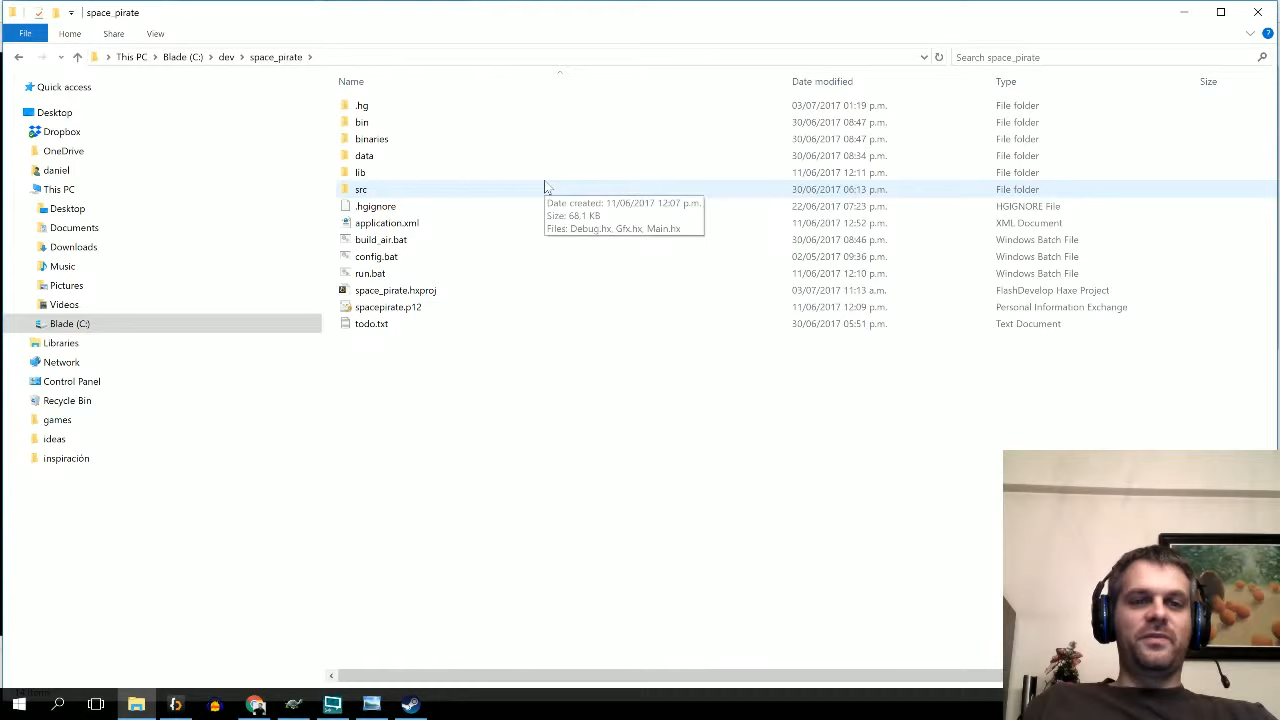 space_pirate
File Home Share View
This PC Blade (C:) dev space_pirate
Search space_pirate
Name Date modified Type Size
Quick access
Desktop
Dropbox
OneDrive
daniel
This PC
Desktop
Documents
Downloads
Music
Pictures
Videos
Blade (C:)
Libraries
Network
Control Panel
Recycle Bin
games
ideas
inspiración
.hg 03/07/2017 01:19 p.m. File folder
bin 30/06/2017 08:47 p.m. File folder
binaries 30/06/2017 08:47 p.m. File folder
data 30/06/2017 08:34 p.m. File folder
lib 11/06/2017 12:11 p.m. File folder
src 30/06/2017 06:13 p.m. File folder
.hgignore 22/06/2017 07:23 p.m. HGIGNORE File
application.xml 11/06/2017 12:52 p.m. XML Document
build_air.bat 30/06/2017 08:46 p.m. Windows Batch File
config.bat 02/05/2017 09:36 p.m. Windows Batch File
run.bat 11/06/2017 12:10 p.m. Windows Batch File
space_pirate.hxproj 03/07/2017 11:13 a.m. FlashDevelop Haxe Project
spacepirate.p12 11/06/2017 12:09 p.m. Personal Information Exchange
todo.txt 30/06/2017 05:51 p.m. Text Document
Date created: 11/06/2017 12:07 p.m.
Size: 68.1 KB
Files: Debug.hx, Gfx.hx, Main.hx